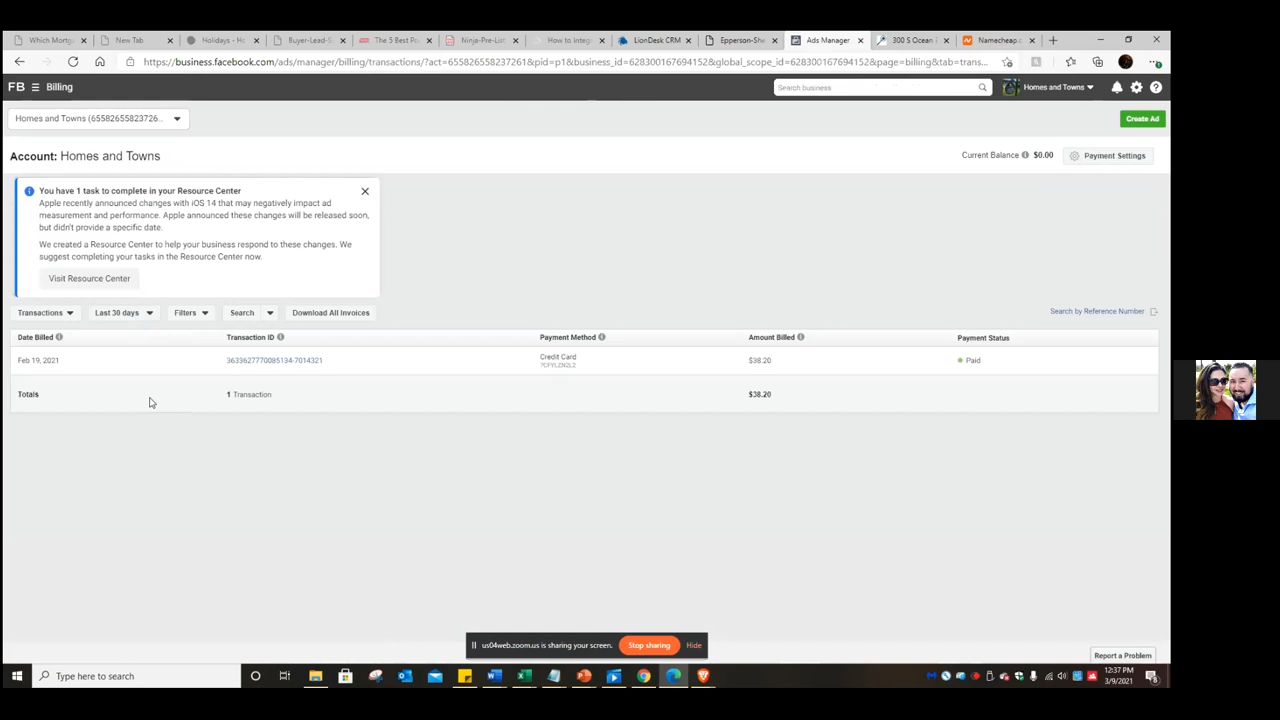 Which Mortg
New Tab
Holidays - Ho
Buyer-Lead-S
The 5 Best Po
Ninja-Pre-List
How to Integ
LionDesk CRM
Epperson-She
Ads Manager
300 S Ocean
Namecheap.c
https://business.facebook.com/ads/manager/billing/transactions/?act=655826558237261&pid=p1&business_id=628300167694152&global_scope_id=628300167694152&page=billing&tab=trans...
FB Billing
Search business
Homes and Towns
Homes and Towns (65582655823726...
Create Ad
Account: Homes and Towns
Current Balance $0.00
Payment Settings
You have 1 task to complete in your Resource Center
Apple recently announced changes with iOS 14 that may negatively impact ad
measurement and performance. Apple announced these changes will be released soon,
but didn't provide a specific date.
We created a Resource Center to help your business respond to these changes. We
suggest completing your tasks in the Resource Center now.
Visit Resource Center
Transactions
Last 30 days
Filters
Search
Download All Invoices
Search by Reference Number
Date Billed Transaction ID Payment Method Amount Billed Payment Status
Feb 19, 2021 3633627770085134-7014321 Credit Card $38.20 Paid
?CFYLZN2L2
Totals 1 Transaction $38.20
us04web.zoom.us is sharing your screen.
Stop sharing
Hide
Report a Problem
Type here to search
12:37 PM
3/9/2021